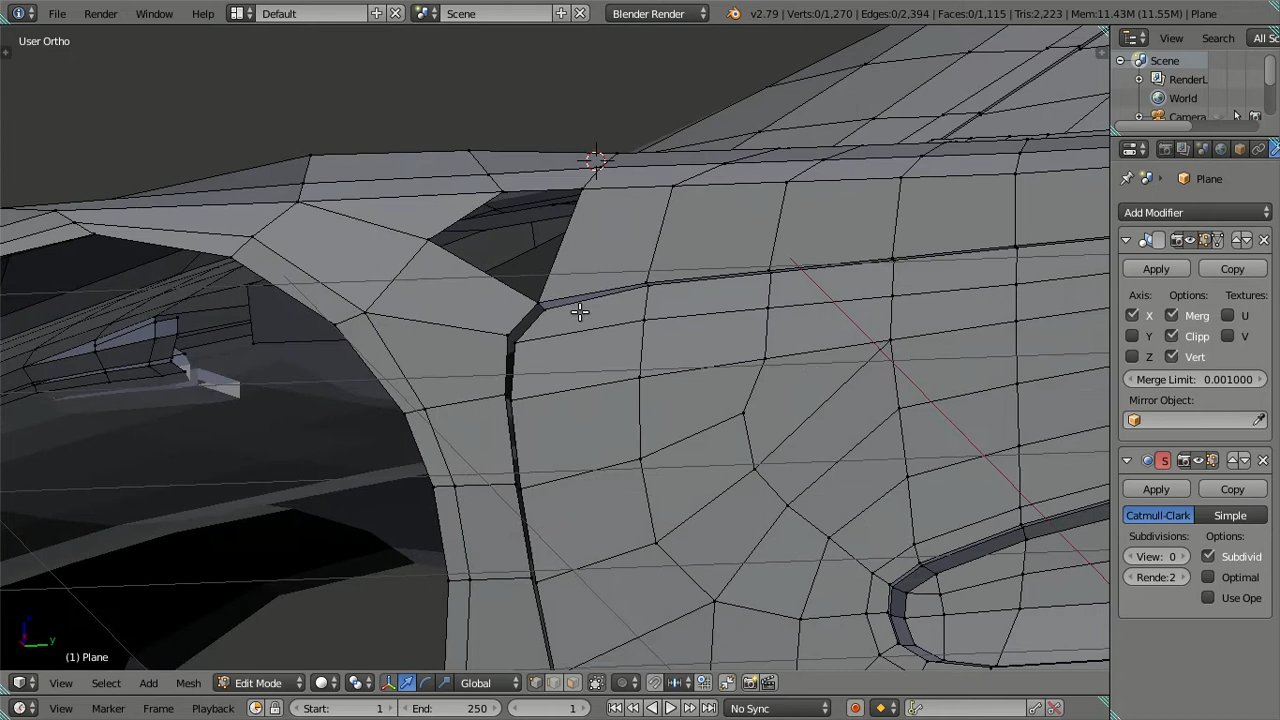 File Render Window Help Default Scene Blender Render v2.79 | Verts:0/1,270 | Edges:0/2,394 | Faces:0/1,115 | Tris:2,223 | Mem:11.43M (11.55M) | Plane
User Ortho
View Search All Sc
Scene
RenderL
World
Camera
Plane
Add Modifier
Apply Copy
Axis: Options: Textures:
X Merg U
Y Clipp V
Z Vert
Merge Limit: 0.001000
Mirror Object:
S
Apply Copy
Catmull-Clark Simple
Subdivisions: Options:
View: 0 Subdivid
Rende:2 Optimal
Use Ope
z
y
(1) Plane
View Select Add Mesh Edit Mode Global
View Marker Frame Playback Start: 1 End: 250 1 No Sync